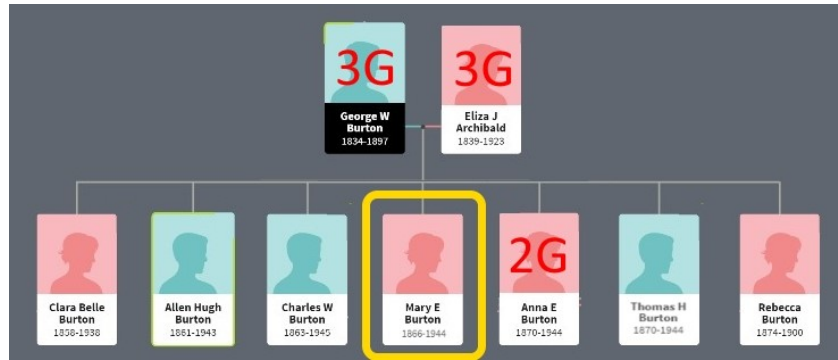 3G
3G
George W
Burton
1834-1897
Eliza J
Archibald
1839-1923
2G
Clara Belle
Burton
1858-1938
Allen Hugh
Burton
1861-1943
Charles W
Burton
1863-1945
Mary E
Burton
1866-1944
Anna E
Burton
1870-1944
Thomas H
Burton
1870-1944
Rebecca
Burton
1874-1900